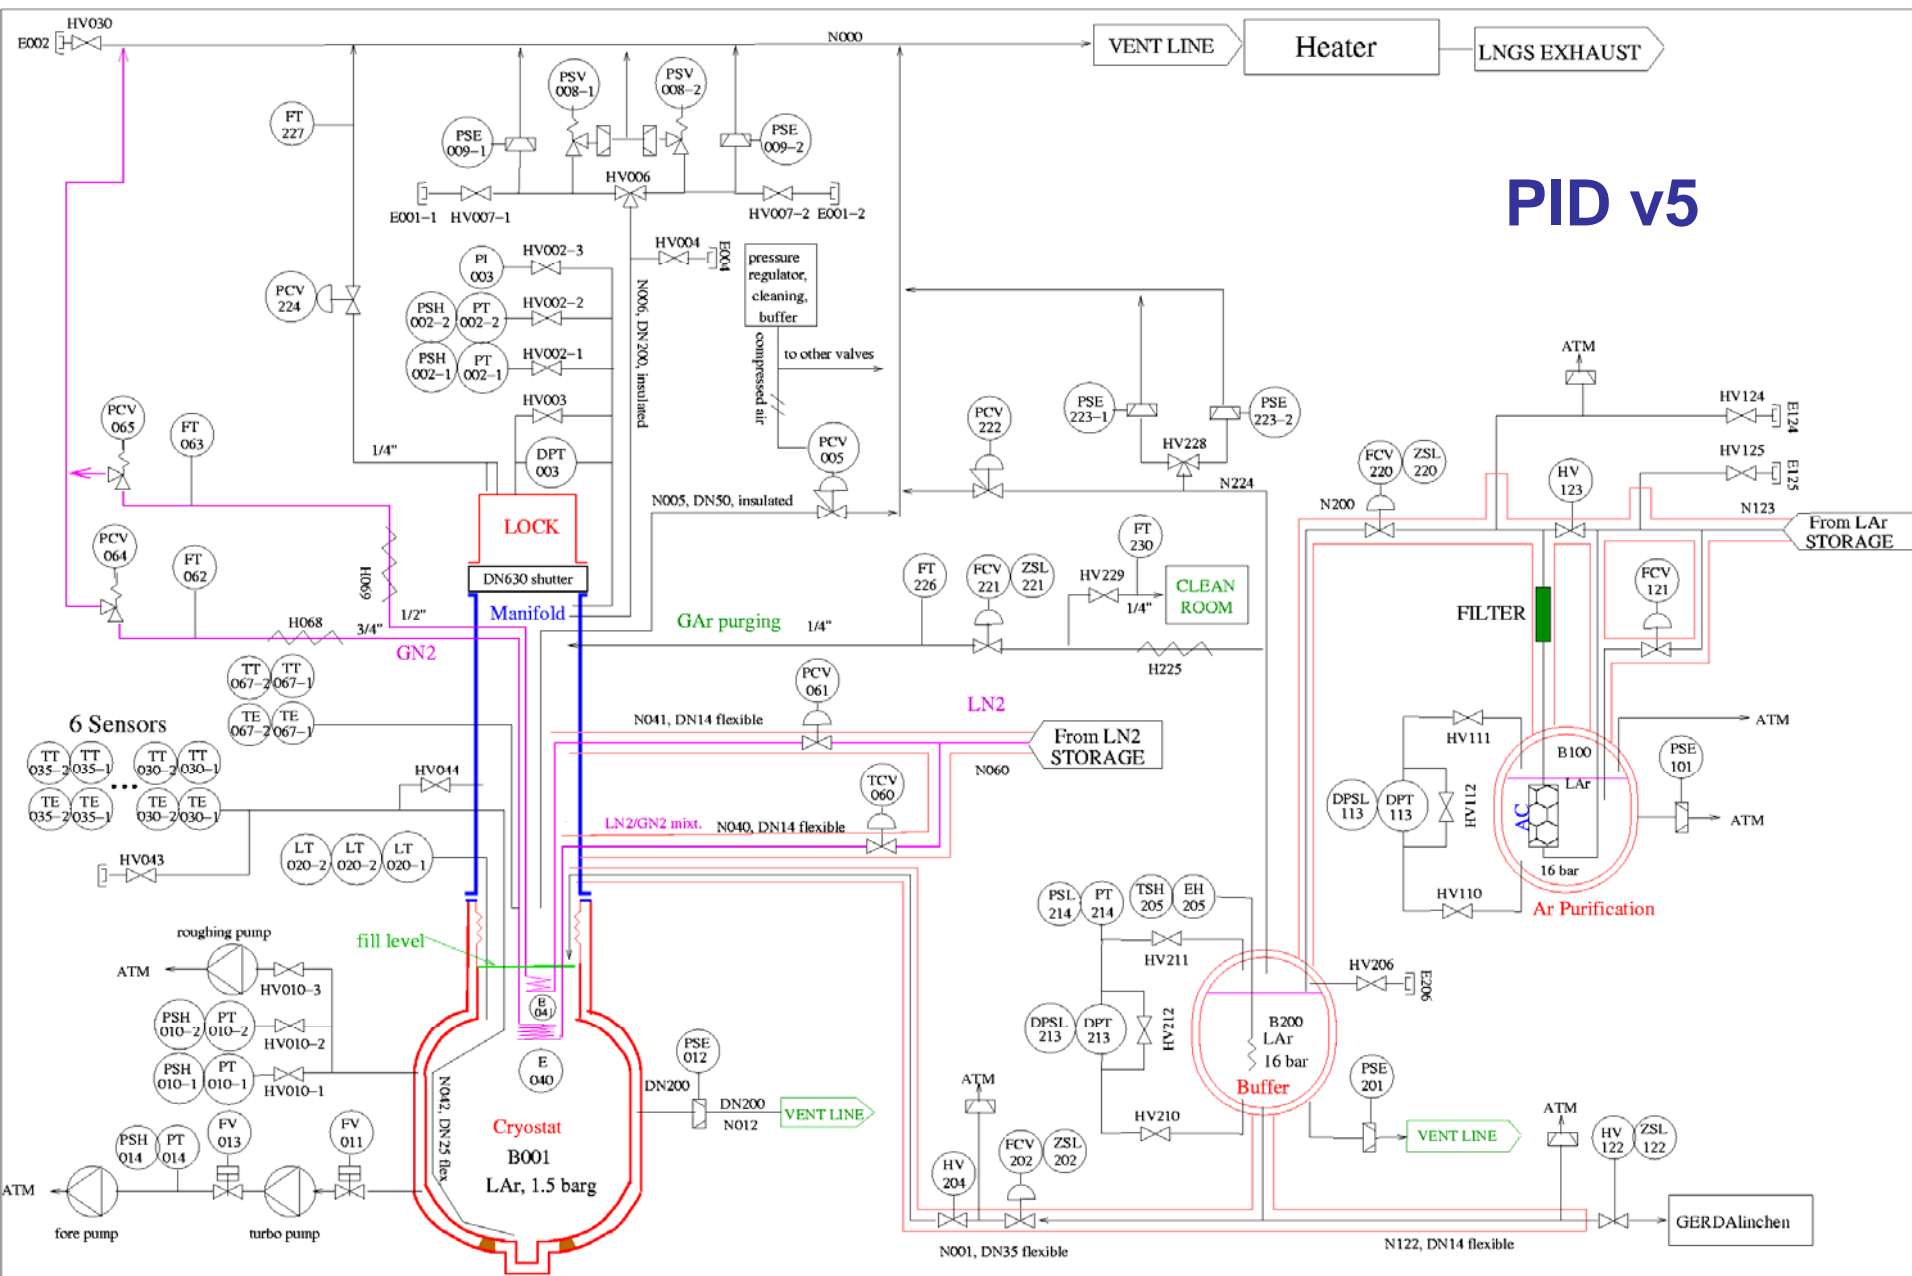 HV030
E002
N000
VENT LINE
Heater
LNGS EXHAUST
PSV
008-1
PSV
008-2
FT
227
PSE
009-1
PSE
009-2
HV006
E001-1
HV007-1
HV007-2
E001-2
PID v5
HV004
E004
PI
003
HV002-3
pressure
regulator,
cleaning,
buffer
PCV
224
PSH
002-2
PT
002-2
HV002-2
N006, DN200, insulated
PSH
002-1
PT
002-1
HV002-1
compressed air
to other valves
ATM
HV003
PCV
065
FT
063
1/4"
DPT
003
PCV
005
PCV
222
PSE
223-1
PSE
223-2
HV228
HV124
E124
HV125
E125
FCV
220
ZSL
220
HV
123
N224
N200
N123
N005, DN50, insulated
LOCK
From LAr
STORAGE
PCV
064
FT
062
H069
DN630 shutter
FT
230
FT
226
FCV
221
ZSL
221
HV229
1/4"
CLEAN
ROOM
FCV
121
FILTER
Manifold
1/2"
H068
3/4"
GN2
GAr purging
1/4"
H225
TT
067-2
TT
067-1
TE
067-2
TE
067-1
PCV
061
LN2
N041, DN14 flexible
From LN2
STORAGE
N060
6 Sensors
TT
035-2
TT
035-1
...
TT
030-2
TT
030-1
TE
035-2
TE
035-1
TE
030-2
TE
030-1
HV044
TCV
060
LN2/GN2 mixt.
N040, DN14 flexible
ATM
HV111
B100
LAr
PSE
101
DPSL
113
DPT
113
HV112
AC
ATM
16 bar
HV110
Ar Purification
HV043
LT
020-2
LT
020-2
LT
020-1
PSL
214
PT
214
TSH
205
EH
205
roughing pump
fill level
ATM
HV010-3
HV211
HV206
E206
PSH
010-2
PT
010-2
HV010-2
E
041
DPSL
213
DPT
213
HV212
B200
LAr
16 bar
Buffer
PSH
010-1
PT
010-1
HV010-1
E
040
PSE
012
DN200
DN200
N012
VENT LINE
ATM
PSE
201
VENT LINE
HV210
N042, DN25 flex
Cryostat
B001
LAr, 1.5 barg
PSH
014
PT
014
FV
013
FV
011
HV
204
FCV
202
ZSL
202
ATM
HV
122
ZSL
122
ATM
fore pump
turbo pump
GERDAlinchen
N001, DN35 flexible
N122, DN14 flexible